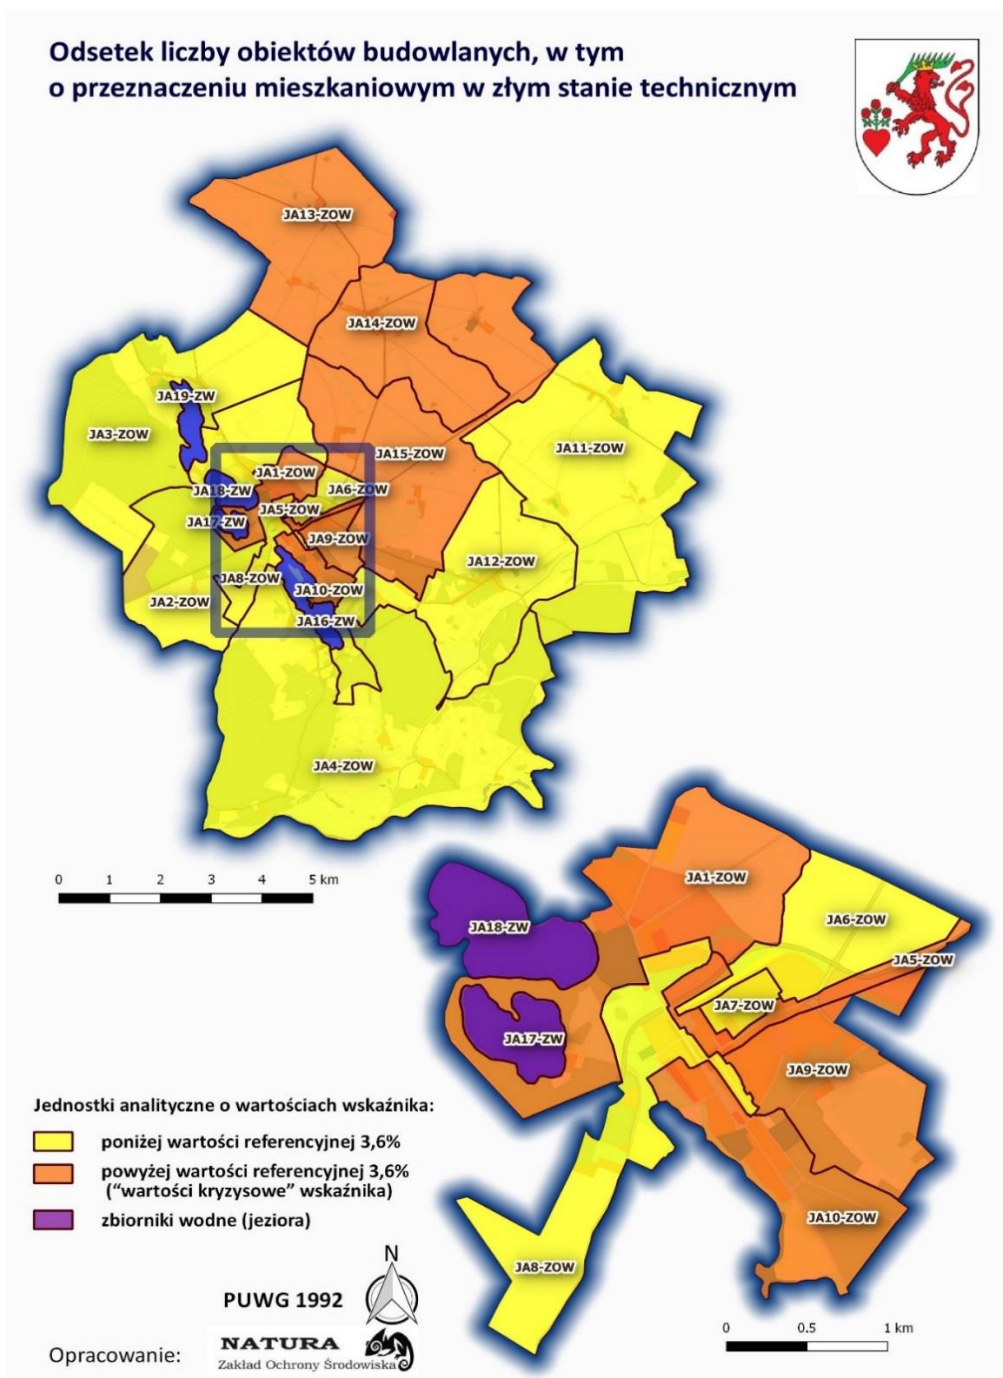 Odsetek liczby obiektów budowlanych, w tym
o przeznaczeniu mieszkaniowym w złym stanie technicznym
JA13-ZOW
JA14-ZOW
JA19-ZW
JA3-ZOW
JA15-ZOW
JA11-ZOW
JA1-ZOW
JA18-ZW
JA6-ZOW
JA5-ZOW
JA17-ZW
JA9-ZOW
JA12-ZOW
JA8-ZOW
JA10-ZOW
JA2-ZOW
JA16-ZW
JA4-ZOW
0 1 2 3 4 5 km
JA1-ZOW
JA18-ZW
JA6-ZOW
JA5-ZOW
JA7-ZOW
JA17-ZW
JA9-ZOW
JA10-ZOW
JA8-ZOW
Jednostki analityczne o wartościach wskaźnika:
poniżej wartości referencyjnej 3,6%
powyżej wartości referencyjnej 3,6%
("wartości kryzysowe" wskaźnika)
zbiorniki wodne (jeziora)
N
PUWG 1992
0 0.5 1 km
Opracowanie:
NATURA
Zakład Ochrony Środowiska